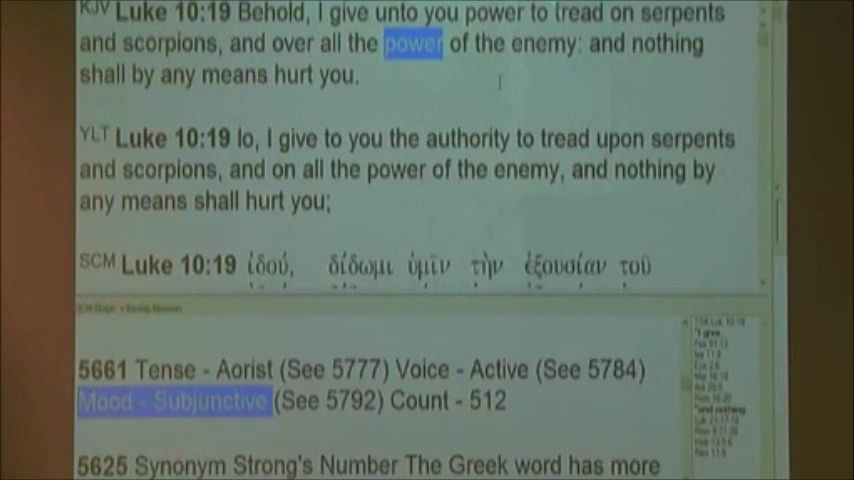 KJV Luke 10:19 Behold, I give unto you power to tread on serpents
and scorpions, and over all the power of the enemy: and nothing
shall by any means hurt you.
YLT Luke 10:19 lo, I give to you the authority to tread upon serpents
and scorpions, and on all the power of the enemy, and nothing by
any means shall hurt you;
SCM Luke 10:19 ἰδού, δίδωμι ὑμῖν τὴν ἐξουσίαν τοῦ
5661 Tense - Aorist (See 5777) Voice - Active (See 5784)
Mood - Subjunctive (See 5792) Count - 512
5625 Synonym Strong's Number The Greek word has more
"I give
"and nothing